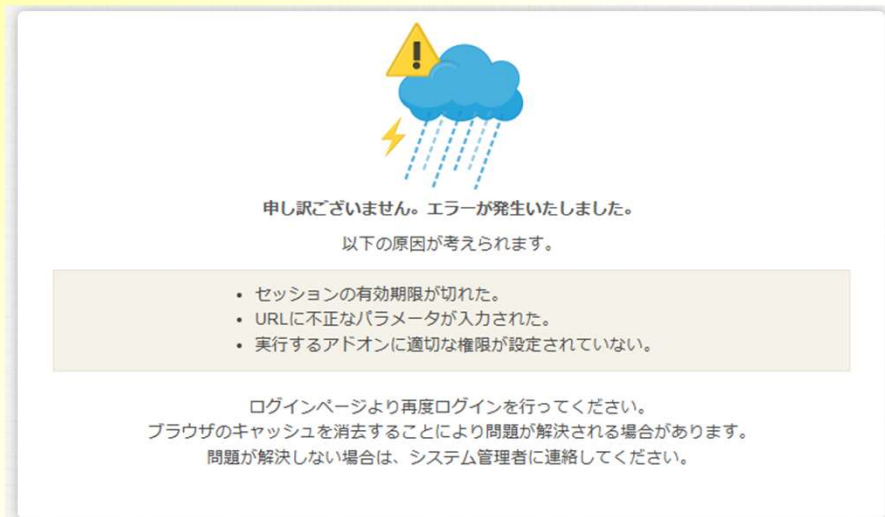 申し訳ございません。エラーが発生いたしました。
以下の原因が考えられます。
• セッションの有効期限が切れた。
• URLに不正なパラメータが入力された。
• 実行するアドオンに適切な権限が設定されていない。
ログインページより再度ログインを行ってください。
ブラウザのキャッシュを消去することにより問題が解決される場合があります。
問題が解決しない場合は、システム管理者に連絡してください。